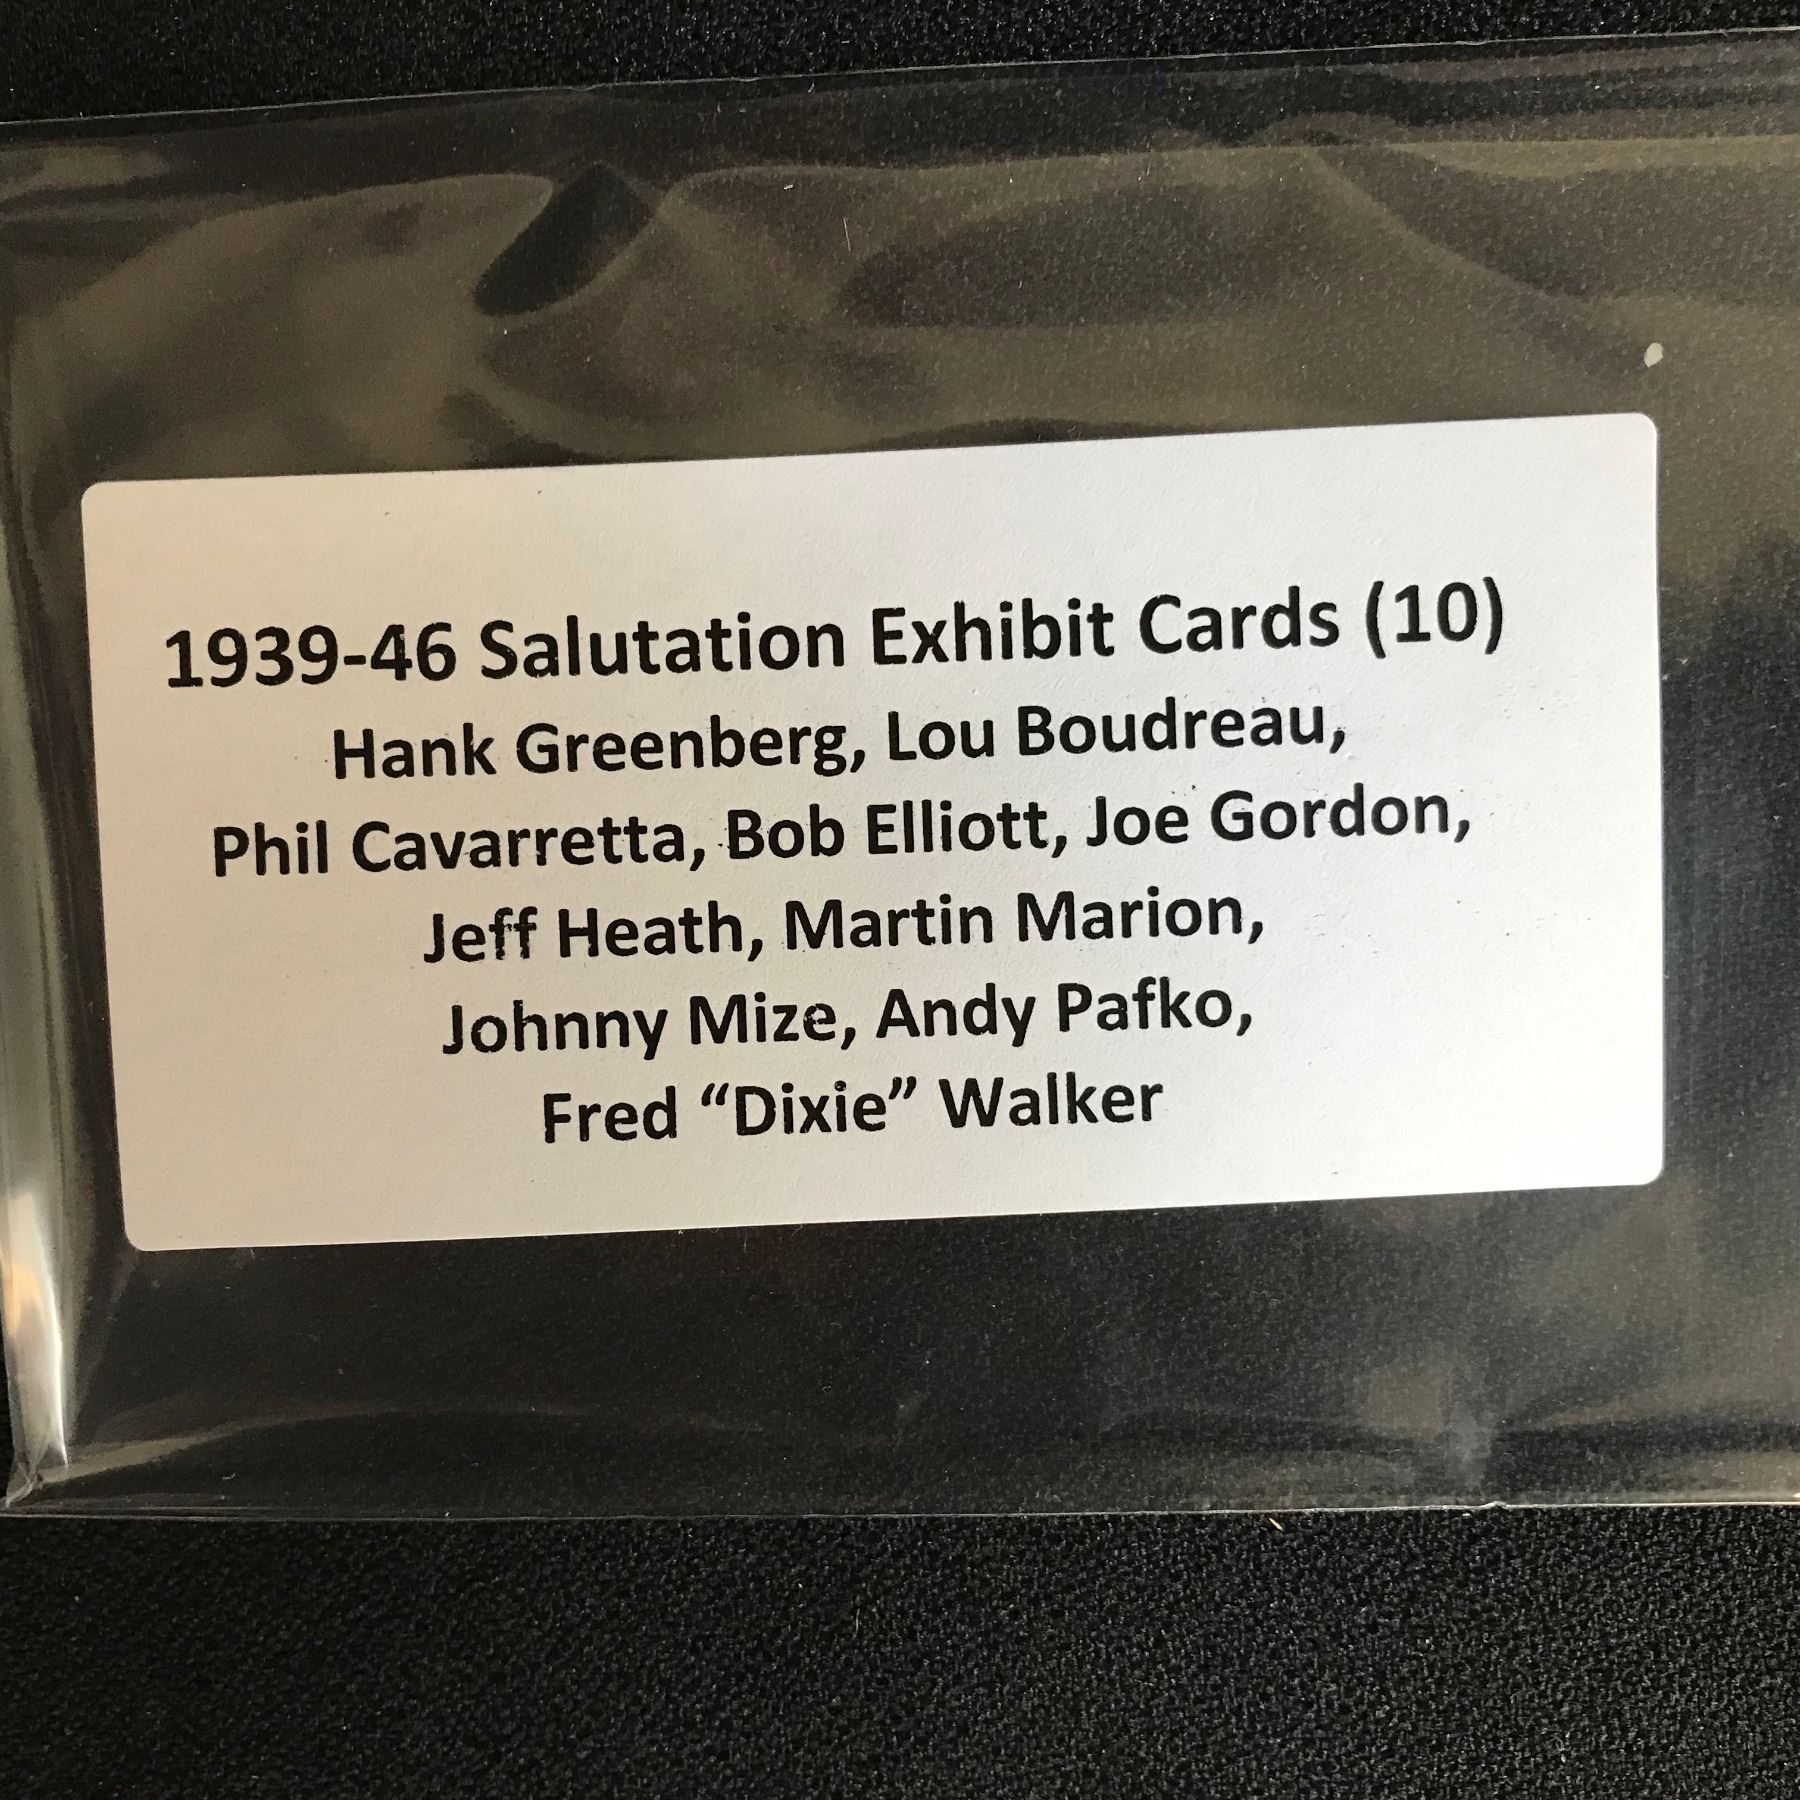 1939-46 Salutation Exhibit Cards (10)
Hank Greenberg, Lou Boudreau,
Phil Cavarretta, Bob Elliott, Joe Gordon,
Jeff Heath, Martin Marion,
Johnny Mize, Andy Pafko,
Fred “Dixie” Walker